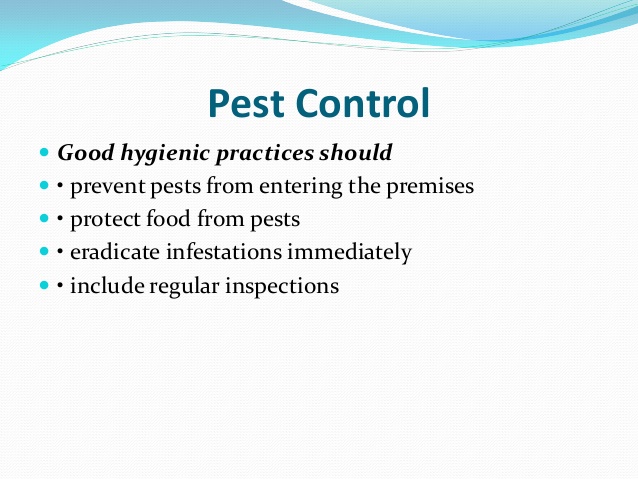 Pest Control
• Good hygienic practices should
• • prevent pests from entering the premises
• • protect food from pests
• • eradicate infestations immediately
• • include regular inspections